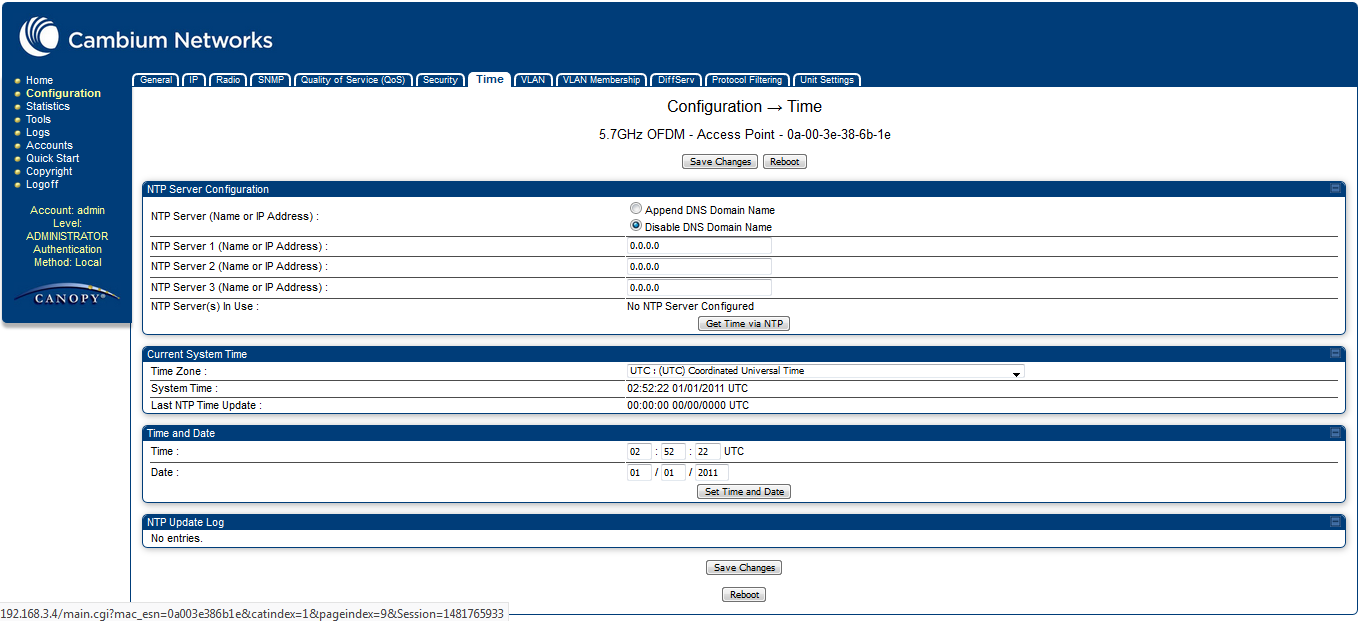 Cambium Networks
Home
Configuration
Statistics
Tools
Logs
Accounts
Quick Start
Copyright
Logoff
Account: admin
Level:
ADMINISTRATOR
Authentication
Method: Local
CANOPY®
General IP Radio SNMP Quality of Service (QoS) Security Time VLAN VLAN Membership DiffServ Protocol Filtering Unit Settings
Configuration → Time
5.7GHz OFDM - Access Point - 0a-00-3e-38-6b-1e
Save Changes Reboot
NTP Server Configuration
NTP Server (Name or IP Address) :
Append DNS Domain Name
Disable DNS Domain Name
NTP Server 1 (Name or IP Address) : 0.0.0.0
NTP Server 2 (Name or IP Address) : 0.0.0.0
NTP Server 3 (Name or IP Address) : 0.0.0.0
NTP Server(s) In Use : No NTP Server Configured
Get Time via NTP
Current System Time
Time Zone : UTC : (UTC) Coordinated Universal Time
System Time : 02:52:22 01/01/2011 UTC
Last NTP Time Update : 00:00:00 00/00/0000 UTC
Time and Date
Time : 02 : 52 : 22 UTC
Date : 01 / 01 / 2011
Set Time and Date
NTP Update Log
No entries.
Save Changes
Reboot
192.168.3.4/main.cgi?mac_esn=0a003e386b1e&catindex=1&pageindex=9&Session=1481765933